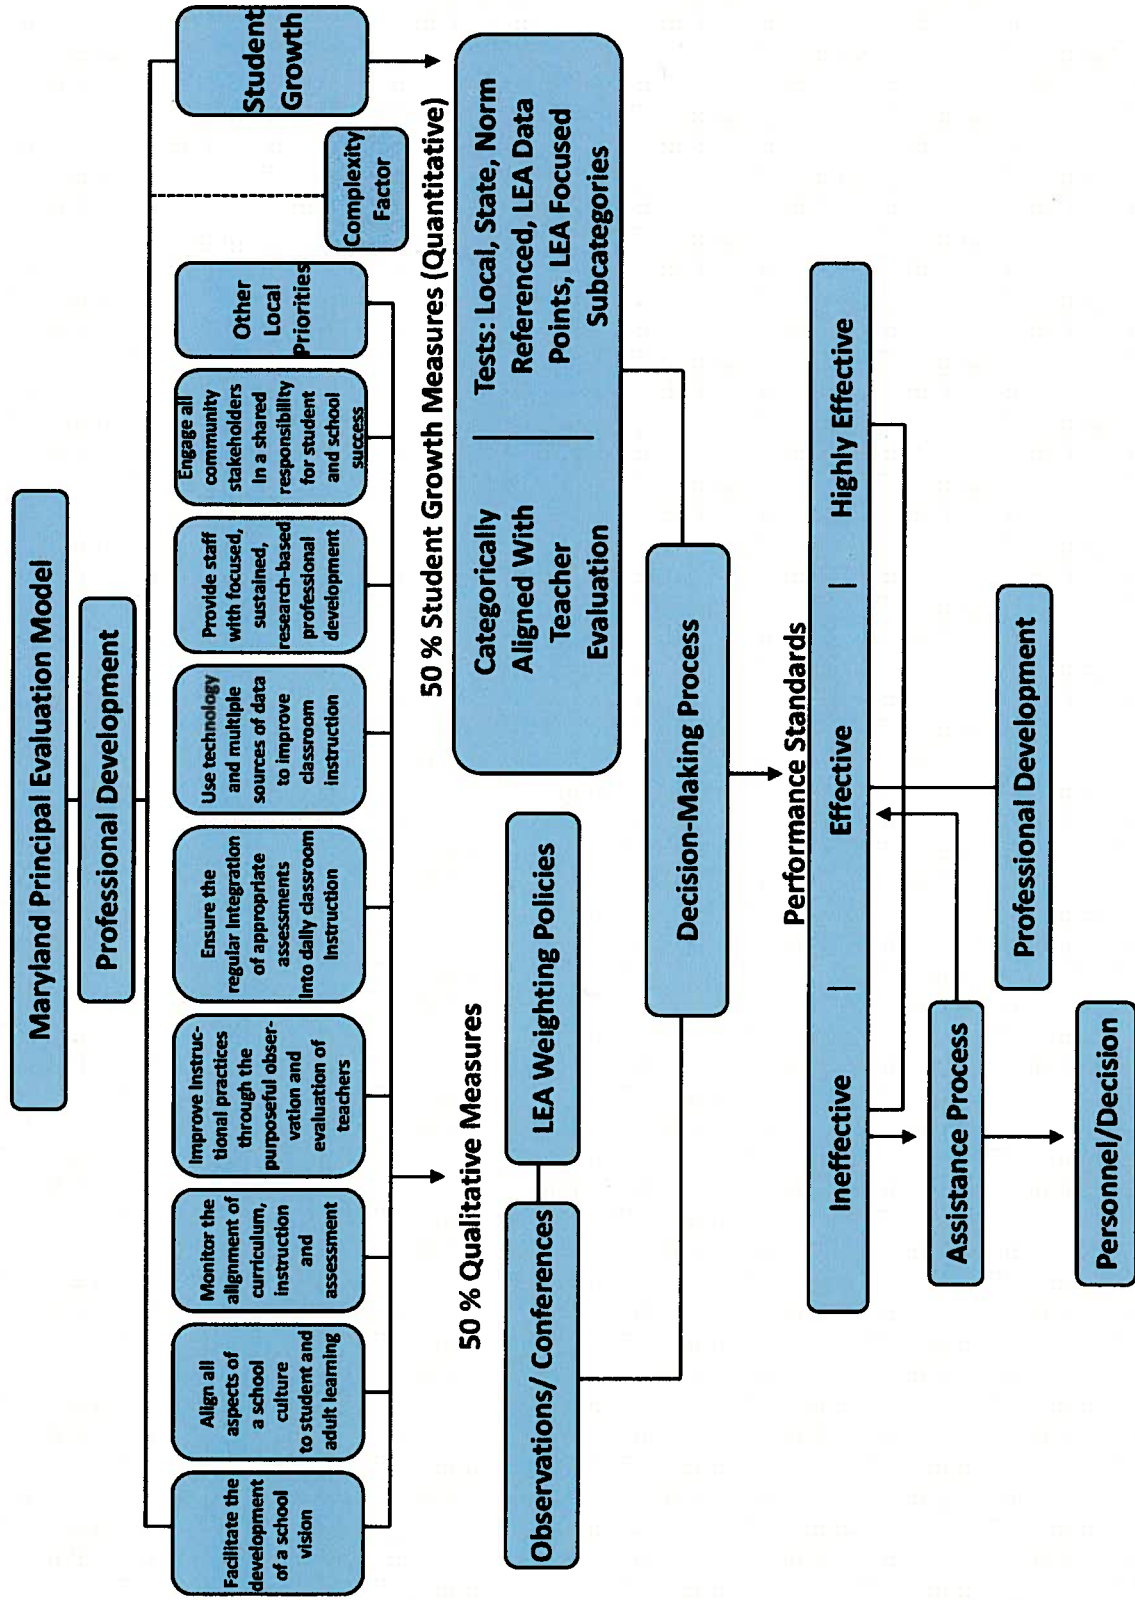 Maryland Principal Evaluation Model
Professional Development
Facilitate the
development
of a school
vision
Align all
aspects of
a school
culture
to student and
adult learning
Monitor the
alignment of
curriculum,
instruction
and
assessment
Improve Instruc-
tional practices
through the
purposeful obser-
vation and
evaluation of
teachers
Ensure the
regular Integration
of appropriate
assessments
Into daily classroom
Instruction
Use technology
and multiple
sources of data
to improve
classroom
instruction
Provide staff
with focused,
sustained,
research-based
professional
development
Engage all
community
stakeholders
In a shared
responsibility
for student
and school
success
Other
Local
Priorities
Complexity
Factor
Student
Growth
50 % Qualitative Measures
Observations/ Conferences
LEA Weighting Policies
50 % Student Growth Measures (Quantitative)
Categorically
Aligned With
Teacher
Evaluation
Tests: Local, State, Norm
Referenced, LEA Data
Points, LEA Focused
Subcategories
Decision-Making Process
Performance Standards
Ineffective | Effective | Highly Effective
Assistance Process
Professional Development
Personnel/Decision